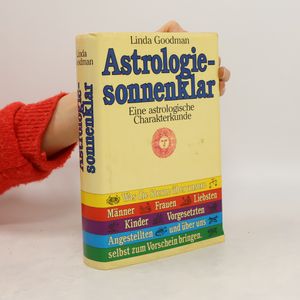 Linda Goodman
Astrologie-
sonnenklar
Eine astrologische
Charakterkunde
Was die Sterne über unsere
Männer Frauen Liebsten
Kinder Vorgesetzten
Angestellten und über uns
selbst zum Vorschein bringen.
Linda Goodman
Astrologie-
sonnenklar